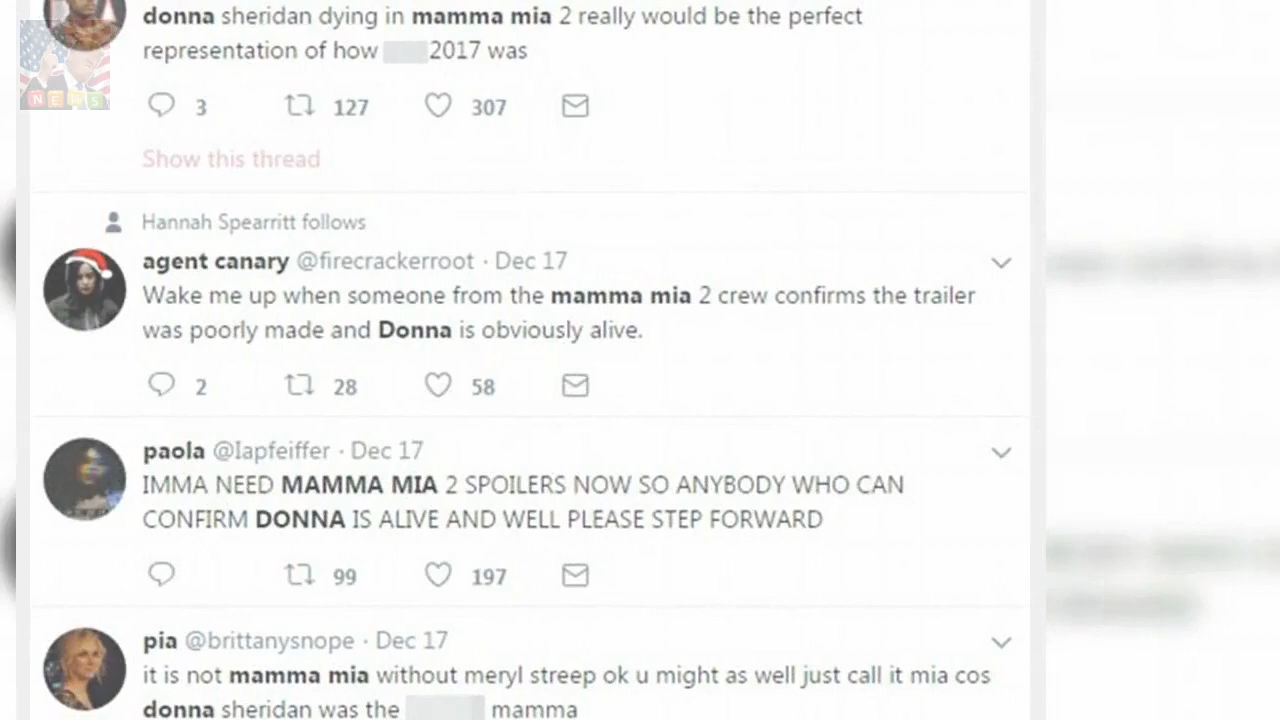 donna sheridan dying in mamma mia 2 really would be the perfect
representation of how 2017 was
NEWS
3 127 307
Show this thread
Hannah Spearritt follows
agent canary @firecrackerroot · Dec 17
Wake me up when someone from the mamma mia 2 crew confirms the trailer
was poorly made and Donna is obviously alive.
2 28 58
paola @Iapfeiffer · Dec 17
IMMA NEED MAMMA MIA 2 SPOILERS NOW SO ANYBODY WHO CAN
CONFIRM DONNA IS ALIVE AND WELL PLEASE STEP FORWARD
99 197
pia @brittanysnope · Dec 17
it is not mamma mia without meryl streep ok u might as well just call it mia cos
donna sheridan was the mamma